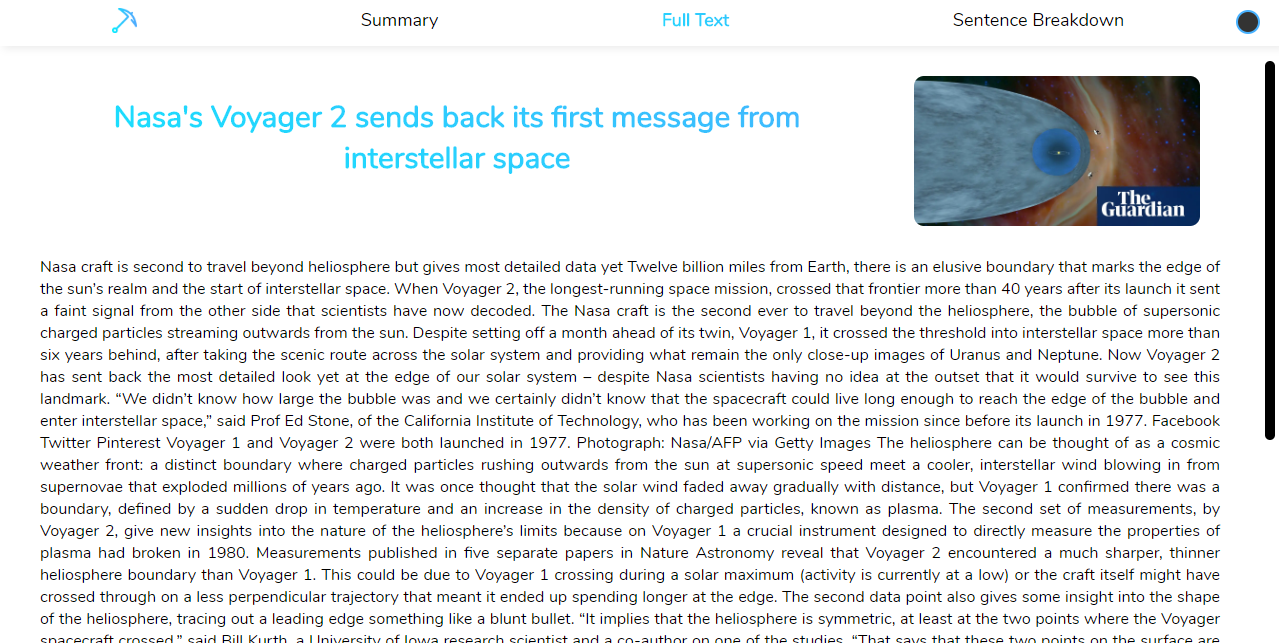 Summary
Full Text
Sentence Breakdown
Nasa's Voyager 2 sends back its first message from
interstellar space
The
Guardian
Nasa craft is second to travel beyond heliosphere but gives most detailed data yet Twelve billion miles from Earth, there is an elusive boundary that marks the edge of
the sun’s realm and the start of interstellar space. When Voyager 2, the longest-running space mission, crossed that frontier more than 40 years after its launch it sent
a faint signal from the other side that scientists have now decoded. The Nasa craft is the second ever to travel beyond the heliosphere, the bubble of supersonic
charged particles streaming outwards from the sun. Despite setting off a month ahead of its twin, Voyager 1, it crossed the threshold into interstellar space more than
six years behind, after taking the scenic route across the solar system and providing what remain the only close-up images of Uranus and Neptune. Now Voyager 2
has sent back the most detailed look yet at the edge of our solar system – despite Nasa scientists having no idea at the outset that it would survive to see this
landmark. “We didn’t know how large the bubble was and we certainly didn’t know that the spacecraft could live long enough to reach the edge of the bubble and
enter interstellar space,” said Prof Ed Stone, of the California Institute of Technology, who has been working on the mission since before its launch in 1977. Facebook
Twitter Pinterest Voyager 1 and Voyager 2 were both launched in 1977. Photograph: Nasa/AFP via Getty Images The heliosphere can be thought of as a cosmic
weather front: a distinct boundary where charged particles rushing outwards from the sun at supersonic speed meet a cooler, interstellar wind blowing in from
supernovae that exploded millions of years ago. It was once thought that the solar wind faded away gradually with distance, but Voyager 1 confirmed there was a
boundary, defined by a sudden drop in temperature and an increase in the density of charged particles, known as plasma. The second set of measurements, by
Voyager 2, give new insights into the nature of the heliosphere’s limits because on Voyager 1 a crucial instrument designed to directly measure the properties of
plasma had broken in 1980. Measurements published in five separate papers in Nature Astronomy reveal that Voyager 2 encountered a much sharper, thinner
heliosphere boundary than Voyager 1. This could be due to Voyager 1 crossing during a solar maximum (activity is currently at a low) or the craft itself might have
crossed through on a less perpendicular trajectory that meant it ended up spending longer at the edge. The second data point also gives some insight into the shape
of the heliosphere, tracing out a leading edge something like a blunt bullet. “It implies that the heliosphere is symmetric, at least at the two points where the Voyager
spacecraft crossed,” said Bill Kurth, a University of Iowa research scientist and a co-author on one of the studies. “That says that these two points on the surface are